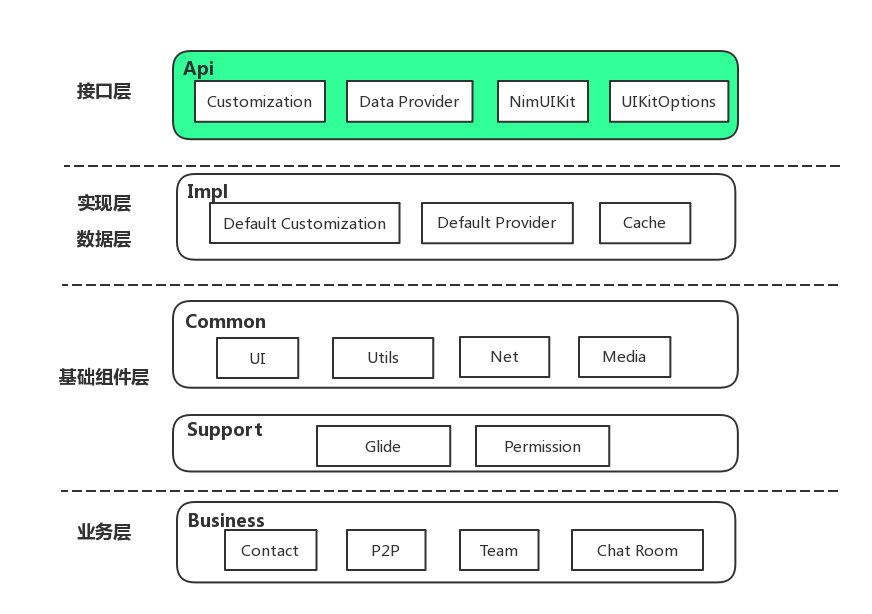 Api
接口层
Customization
Data Provider
NimUIKit
UIKitOptions
Impl
实现层
数据层
Default Customization
Default Provider
Cache
Common
UI
Utils
Net
Media
基础组件层
Support
Glide
Permission
Business
业务层
Contact
P2P
Team
Chat Room